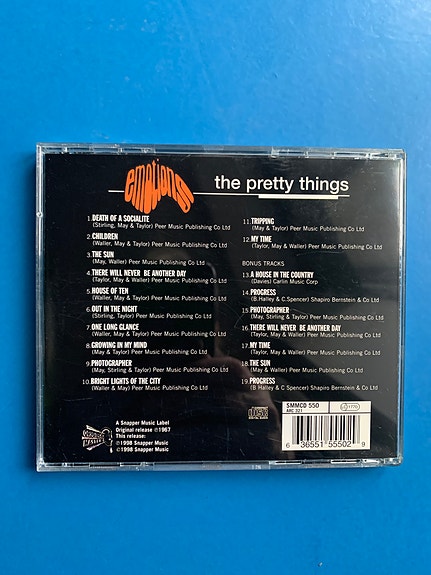 emotions
the pretty things
1. DEATH OF A SOCIALITE
(Stirling, May & Taylor) Peer Music Publishing Co Ltd
2. CHILDREN
(Waller, May & Taylor) Peer Music Publishing Co Ltd
3. THE SUN
(May, Waller) Peer Music Publishing Co Ltd
4. THERE WILL NEVER BE ANOTHER DAY
(Taylor, May & Waller) Peer Music Publishing Co Ltd
5. HOUSE OF TEN
(Waller, May & Taylor) Peer Music Publishing Co Ltd
6. OUT IN THE NIGHT
(Stirling, Taylor) Peer Music Publishing Co Ltd
7. ONE LONG GLANCE
(Waller, May & Taylor) Peer Music Publishing Co Ltd
8. GROWING IN MY MIND
(May & Taylor) Peer Music Publishing Co Ltd
9. PHOTOGRAPHER
(May, Stirling & Taylor) Peer Music Publishing Co Ltd
10. BRIGHT LIGHTS OF THE CITY
(Waller & May) Peer Music Publishing Co Ltd
11. TRIPPING
(May & Taylor) Peer Music Publishing Co Ltd
12. MY TIME
(Taylor, May & Waller) Peer Music Publishing Co Ltd
BONUS TRACKS
13. A HOUSE IN THE COUNTRY
(Davies) Carlin Music Corp
14. PROGRESS
(B.Halley & C.Spencer) Shapiro Bernstein & Co Ltd
15. PHOTOGRAPHER
(May, Stirling & Taylor) Peer Music Publishing Co Ltd
16. THERE WILL NEVER BE ANOTHER DAY
(Taylor, May & Waller) Peer Music Publishing Co Ltd
17. MY TIME
(Taylor, May & Waller) Peer Music Publishing Co Ltd
18. THE SUN
(May & Waller) Peer Music Publishing Co Ltd
19. PROGRESS
(B Halley & C Spencer) Shapiro Bernstein & Co Ltd
A Snapper Music Label
Original release ℗1967
This release:
℗1998 Snapper Music
©1998 Snapper Music
SMMCD 550
ARC 321
6 36551 55502 9